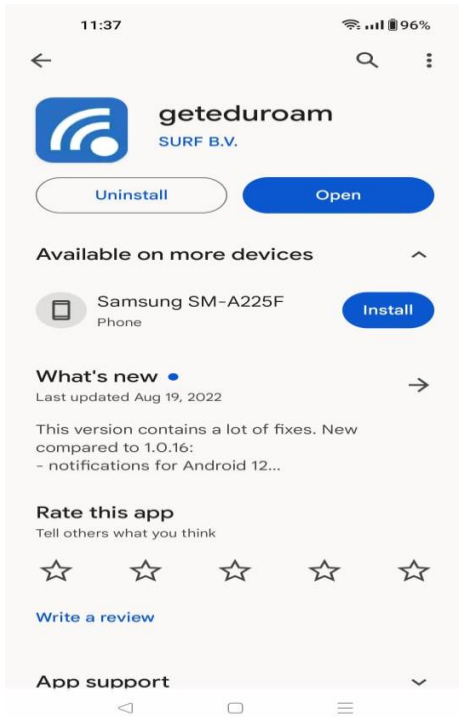 11:37 96%
geteduroam
SURF B.V.
Uninstall Open
Available on more devices
Samsung SM-A225F
Phone
Install
What's new
Last updated Aug 19, 2022
This version contains a lot of fixes. New
compared to 1.0.16:
- notifications for Android 12...
Rate this app
Tell others what you think
Write a review
App support